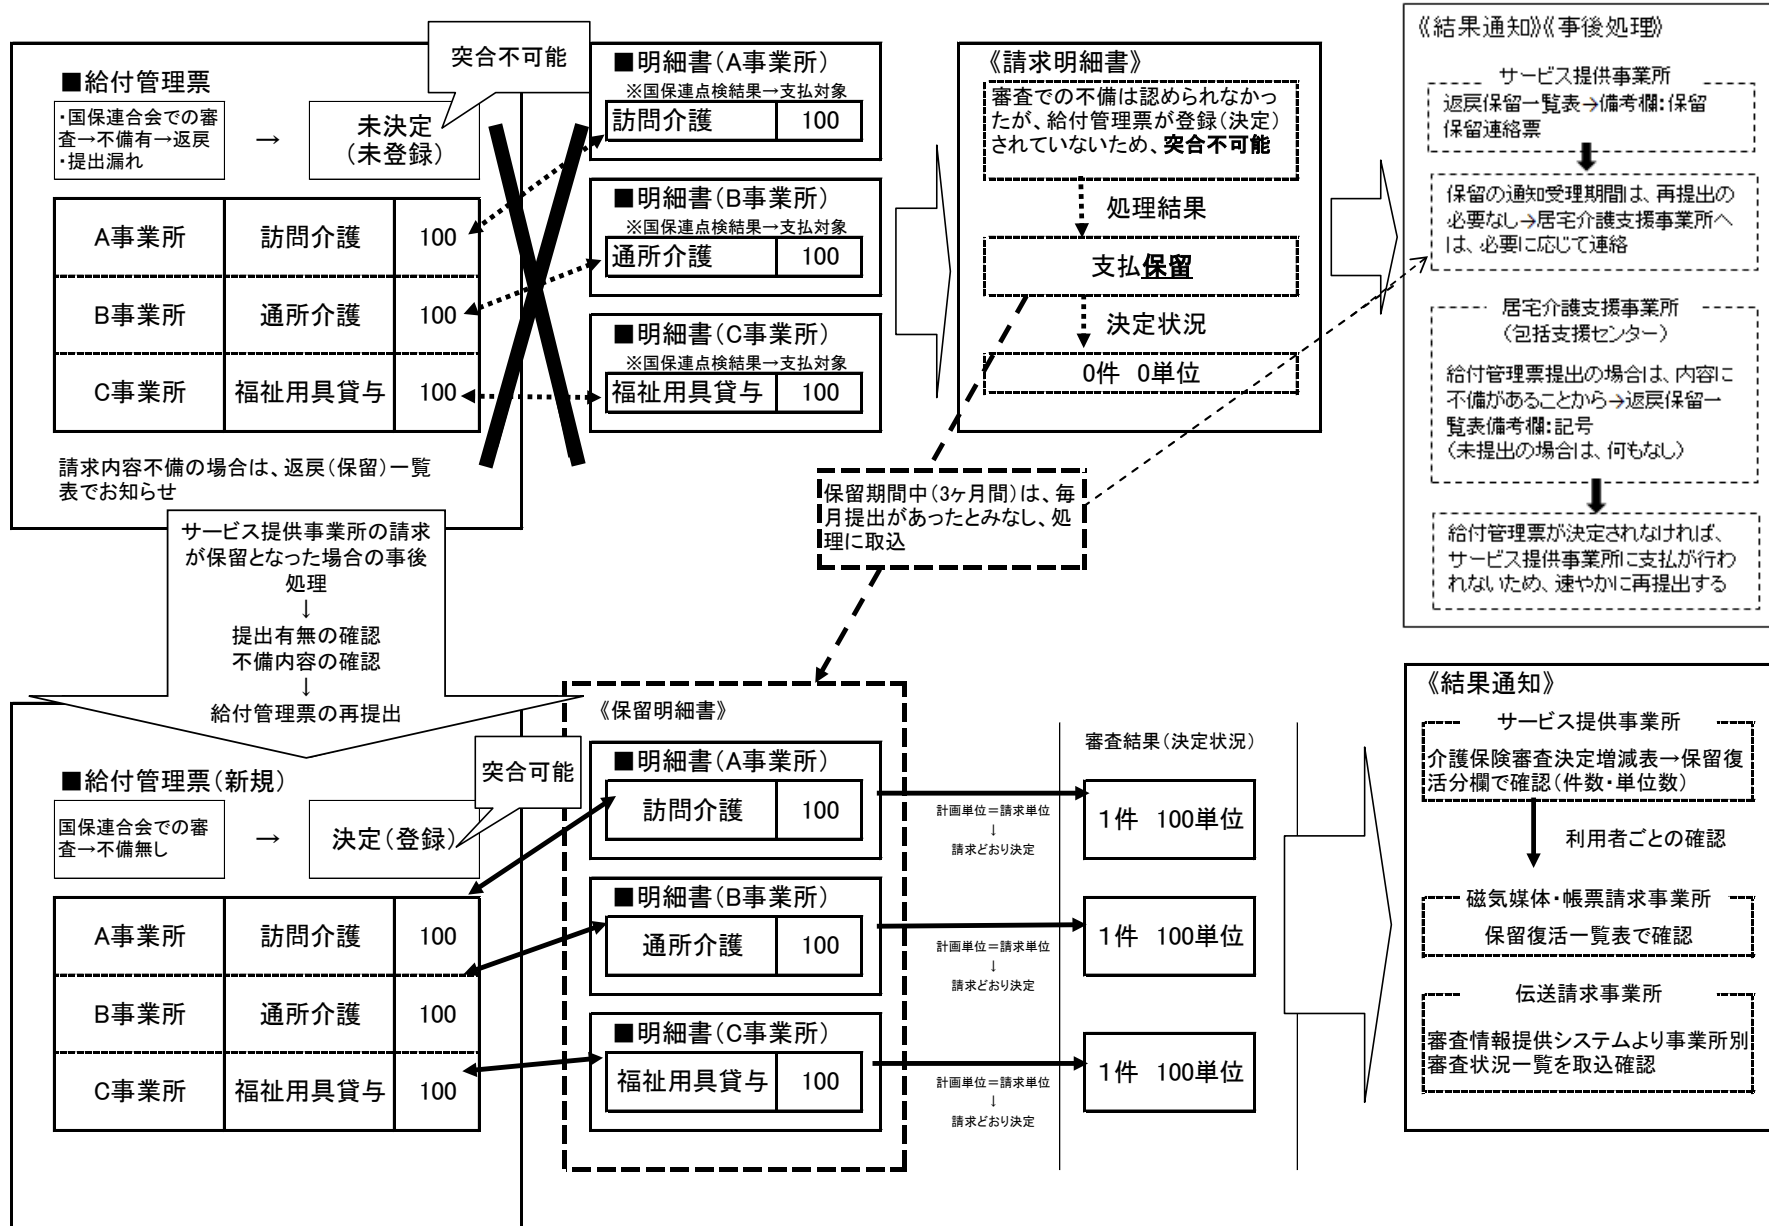 ■給付管理票
・国保連合会での審
査→不備有→返戻
・提出漏れ
→
未決定
(未登録)
突合不可能
A事業所 訪問介護 100
B事業所 通所介護 100
C事業所 福祉用具貸与 100
請求内容不備の場合は、返戻(保留)一覧
表でお知らせ
■明細書(A事業所)
※国保連点検結果→支払対象
訪問介護 100
■明細書(B事業所)
※国保連点検結果→支払対象
通所介護 100
■明細書(C事業所)
※国保連点検結果→支払対象
福祉用具貸与 100
《請求明細書》
審査での不備は認められなかっ
たが、給付管理票が登録(決定)
されていないため、突合不可能
処理結果
支払保留
決定状況
0件 0単位
《結果通知》《事後処理》
サービス提供事業所
返戻保留一覧表→備考欄:保留
保留連絡票
保留の通知受理期間は、再提出の
必要なし→居宅介護支援事業所へ
は、必要に応じて連絡
居宅介護支援事業所
(包括支援センター)
給付管理票提出の場合は、内容に
不備があることから→返戻保留一
覧表備考欄:記号
(未提出の場合は、何もなし)
給付管理票が決定されなければ、
サービス提供事業所に支払が行わ
れないため、速やかに再提出する
保留期間中(3ヶ月間)は、毎
月提出があったとみなし、処
理に取込
サービス提供事業所の請求
が保留となった場合の事後
処理
↓
提出有無の確認
不備内容の確認
↓
給付管理票の再提出
■給付管理票(新規)
国保連合会での審
査→不備無し
→
決定(登録)
突合可能
A事業所 訪問介護 100
B事業所 通所介護 100
C事業所 福祉用具貸与 100
《保留明細書》
■明細書(A事業所)
訪問介護 100
■明細書(B事業所)
通所介護 100
■明細書(C事業所)
福祉用具貸与 100
計画単位=請求単位
↓
請求どおり決定
計画単位=請求単位
↓
請求どおり決定
計画単位=請求単位
↓
請求どおり決定
審査結果(決定状況)
1件 100単位
1件 100単位
1件 100単位
《結果通知》
サービス提供事業所
介護保険審査決定増減表→保留復
活分欄で確認(件数・単位数)
利用者ごとの確認
磁気媒体・帳票請求事業所
保留復活一覧表で確認
伝送請求事業所
審査情報提供システムより事業所別
審査状況一覧を取込確認